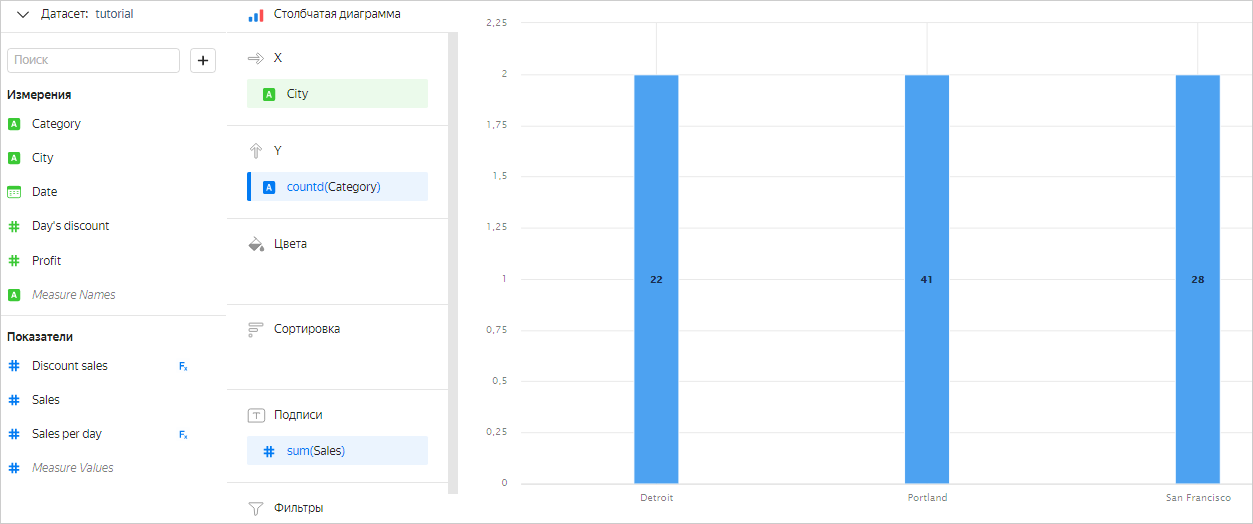 Датасет: tutorial
Поиск
+
Измерения
A Category
A City
Date
# Day's discount
# Profit
A Measure Names
Показатели
# Discount sales Fx
# Sales
# Sales per day Fx
# Measure Values
Столбчатая диаграмма
X
A City
Y
A countd(Category)
Цвета
Сортировка
T Подписи
# sum(Sales)
Фильтры
2,25
2
1,75
1,5
1,25
1
0,75
0,5
0,25
0
22
41
28
Detroit
Portland
San Francisco